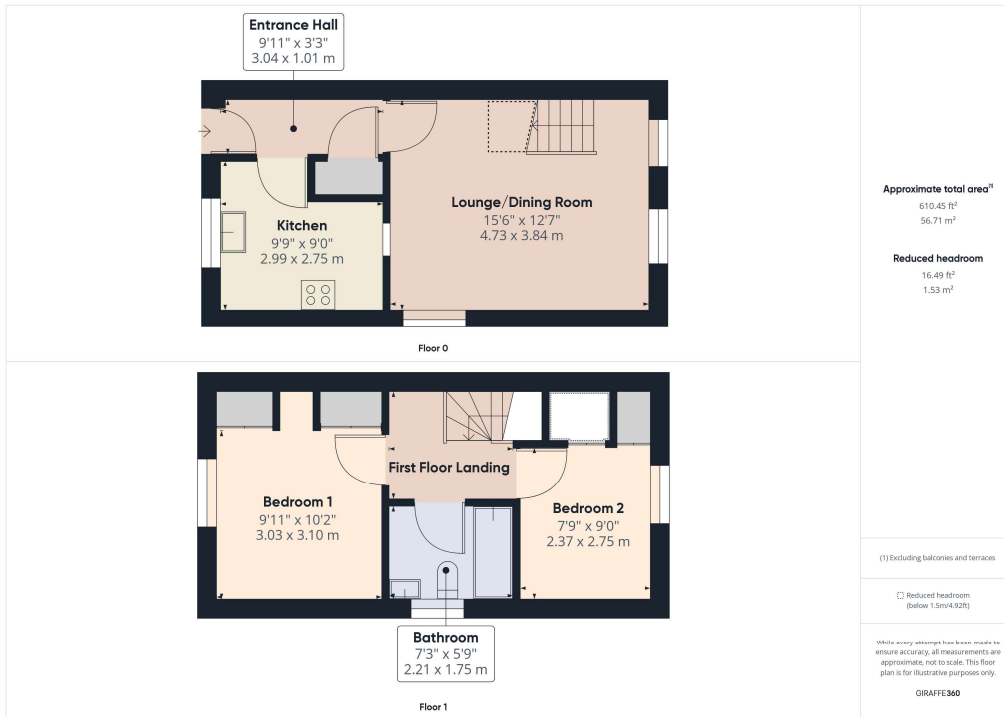 Entrance Hall
9'11" x 3'3"
3.04 x 1.01 m
Kitchen
9'9" x 9'0"
2.99 x 2.75 m
Lounge/Dining Room
15'6" x 12'7"
4.73 x 3.84 m
Floor 0
Bedroom 1
9'11" x 10'2"
3.03 x 3.10 m
First Floor Landing
Bedroom 2
7'9" x 9'0"
2.37 x 2.75 m
Bathroom
7'3" x 5'9"
2.21 x 1.75 m
Floor 1
Approximate total area⁽¹⁾
610.45 ft²
56.71 m²
Reduced headroom
16.49 ft²
1.53 m²
(1) Excluding balconies and terraces
Reduced headroom
(below 1.5m/4.92ft)
While every attempt has been made to
ensure accuracy, all measurements are
approximate, not to scale. This floor
plan is for illustrative purposes only.
GIRAFFE360